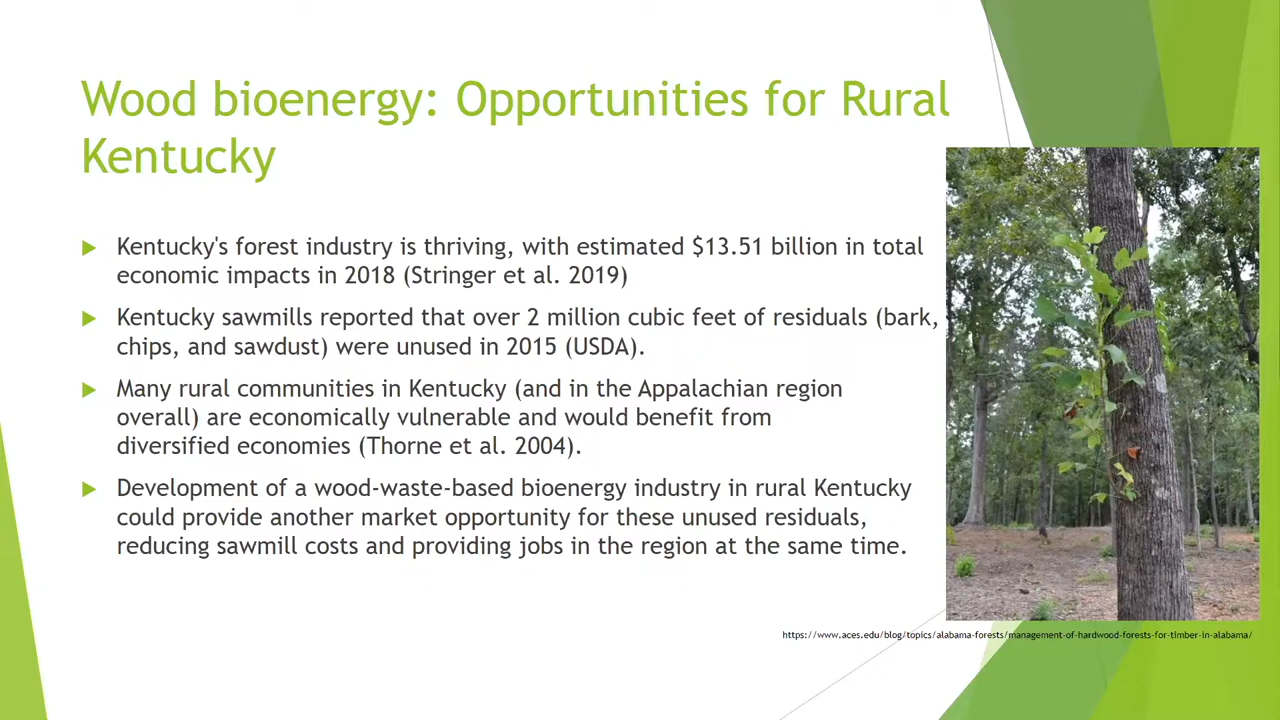 Wood bioenergy: Opportunities for Rural
Kentucky
Kentucky's forest industry is thriving, with estimated $13.51 billion in total
economic impacts in 2018 (Stringer et al. 2019)
Kentucky sawmills reported that over 2 million cubic feet of residuals (bark,
chips, and sawdust) were unused in 2015 (USDA).
Many rural communities in Kentucky (and in the Appalachian region
overall) are economically vulnerable and would benefit from
diversified economies (Thorne et al. 2004).
Development of a wood-waste-based bioenergy industry in rural Kentucky
could provide another market opportunity for these unused residuals,
reducing sawmill costs and providing jobs in the region at the same time.
https://www.aces.edu/blog/topics/alabama-forests/management-of-hardwood-forests-for-timber-in-alabama/